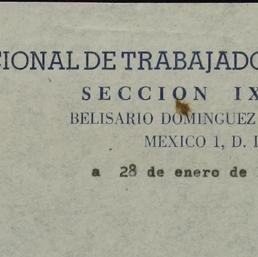 CIONAL DE TRABAJADO
SECCION IX
BELISARIO DOMINGUEZ
MEXICO 1, D.
a 28 de enero de